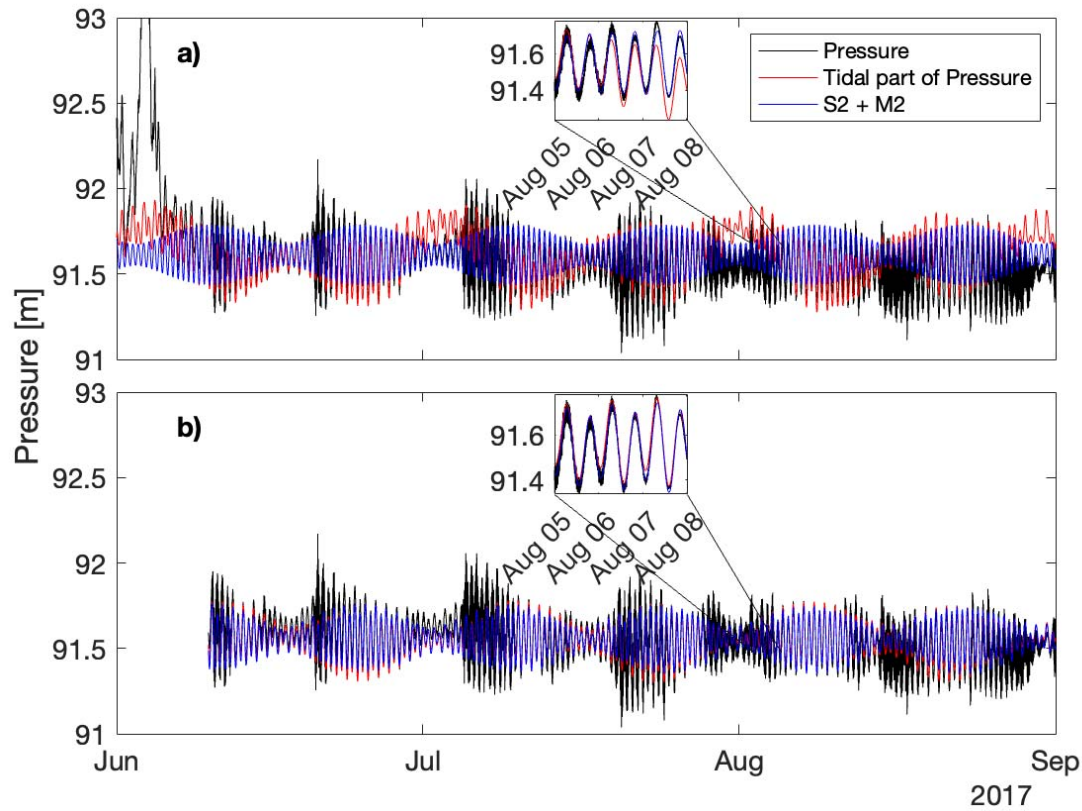 93
a)
91.6
91.4
Pressure
Tidal part of Pressure
S2 + M2
92.5
Aug 05
Aug 06
Aug 07
Aug 08
92
91.5
91
Pressure [m]
93
b)
91.6
91.4
92.5
Aug 05
Aug 06
Aug 07
Aug 08
92
91.5
91
Jun
Jul
Aug
Sep
2017